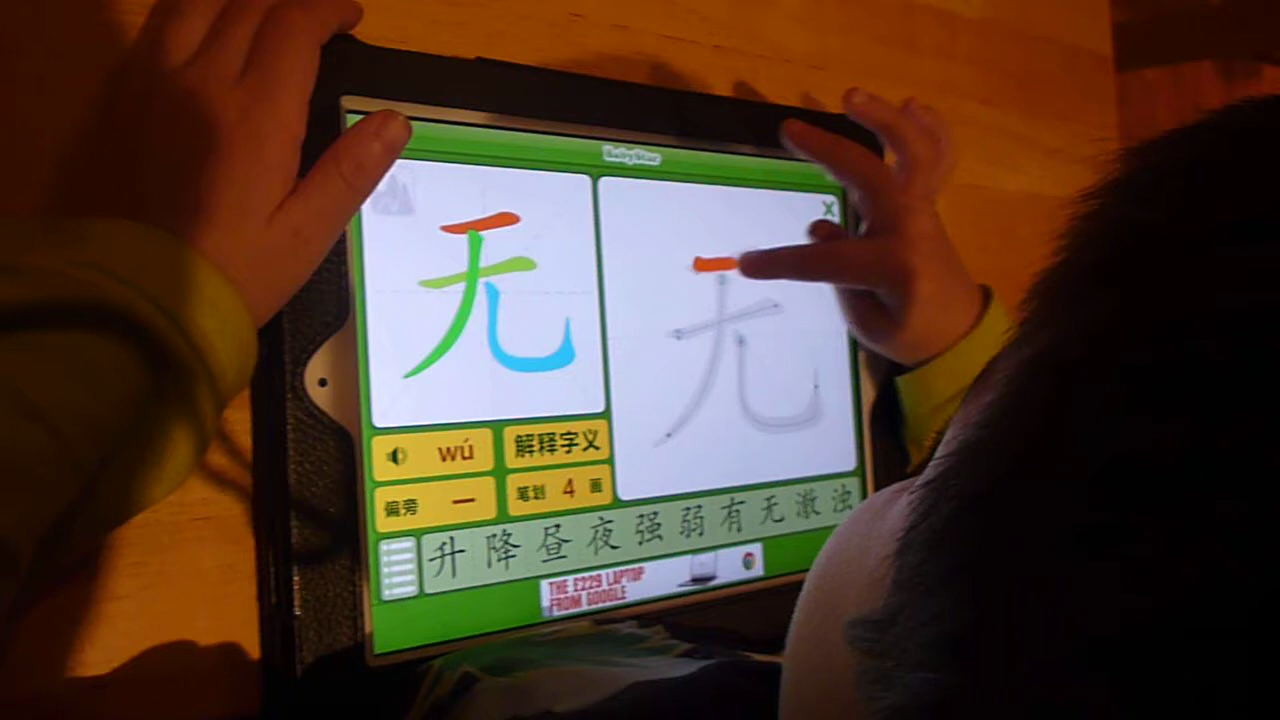 BabyStar
无
无
X
wú
解释字义
偏旁 一
笔划 4 画
升 降 昼 夜 强 弱 有 无 激 浊
THE £229 LAPTOP
FROM GOOGLE